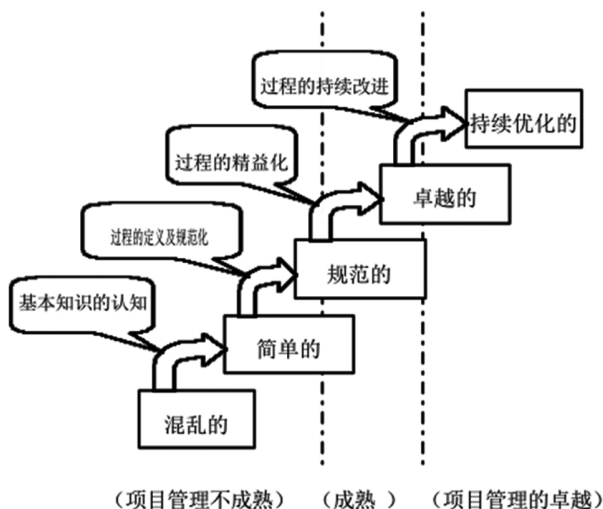 过程的持续改进
持续优化的
过程的精益化
卓越的
过程的定义及规范化
规范的
基本知识的认知
简单的
混乱的
（项目管理不成熟） （成熟 ） （项目管理的卓越）